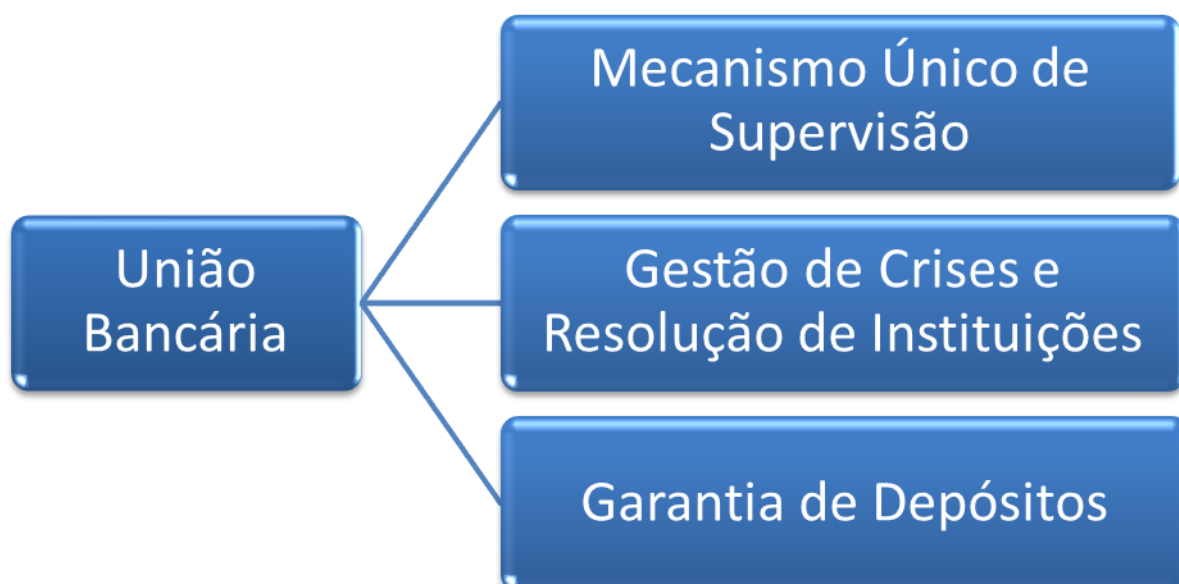 Mecanismo Único de
Supervisão
União
Bancária
Gestão de Crises e
Resolução de Instituições
Garantia de Depósitos